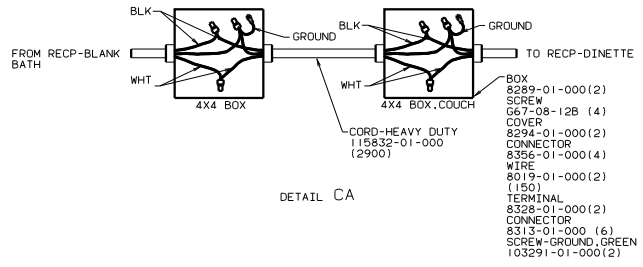 BLK
GROUND
BLK
GROUND
FROM RECP-BLANK
BATH
TO RECP-DINETTE
WHT
WHT
4X4 BOX
4X4 BOX,COUCH
CORD-HEAVY DUTY
115832-01-000
(2900)
BOX
8289-01-000(2)
SCREW
G67-08-12B (4)
COVER
8294-01-000(2)
CONNECTOR
8356-01-000(4)
WIRE
8019-01-000(2)
(150)
TERMINAL
8328-01-000(2)
CONNECTOR
8313-01-000 (6)
SCREW-GROUND,GREEN
103291-01-000(2)
DETAIL CA